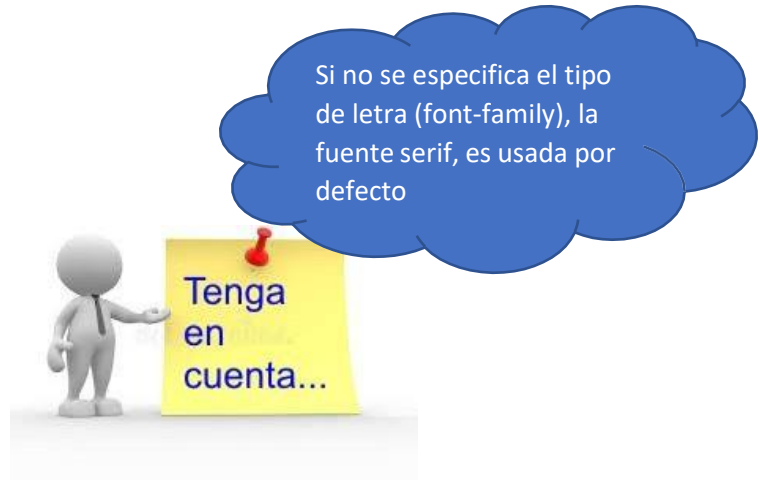 Si no se especifica el tipo
de letra (font-family), la
fuente serif, es usada por
defecto
Tenga
en
cuenta...